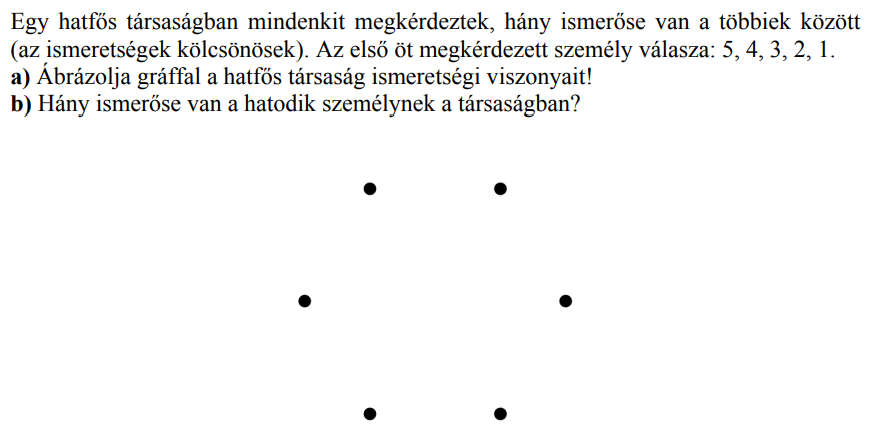 Egy hatfős társaságban mindenkit megkérdeztek, hány ismerőse van a többiek között
(az ismeretségek kölcsönösek). Az első öt megkérdezett személy válasza: 5, 4, 3, 2, 1.
a) Ábrázolja gráffal a hatfős társaság ismeretségi viszonyait!
b) Hány ismerőse van a hatodik személynek a társaságban?